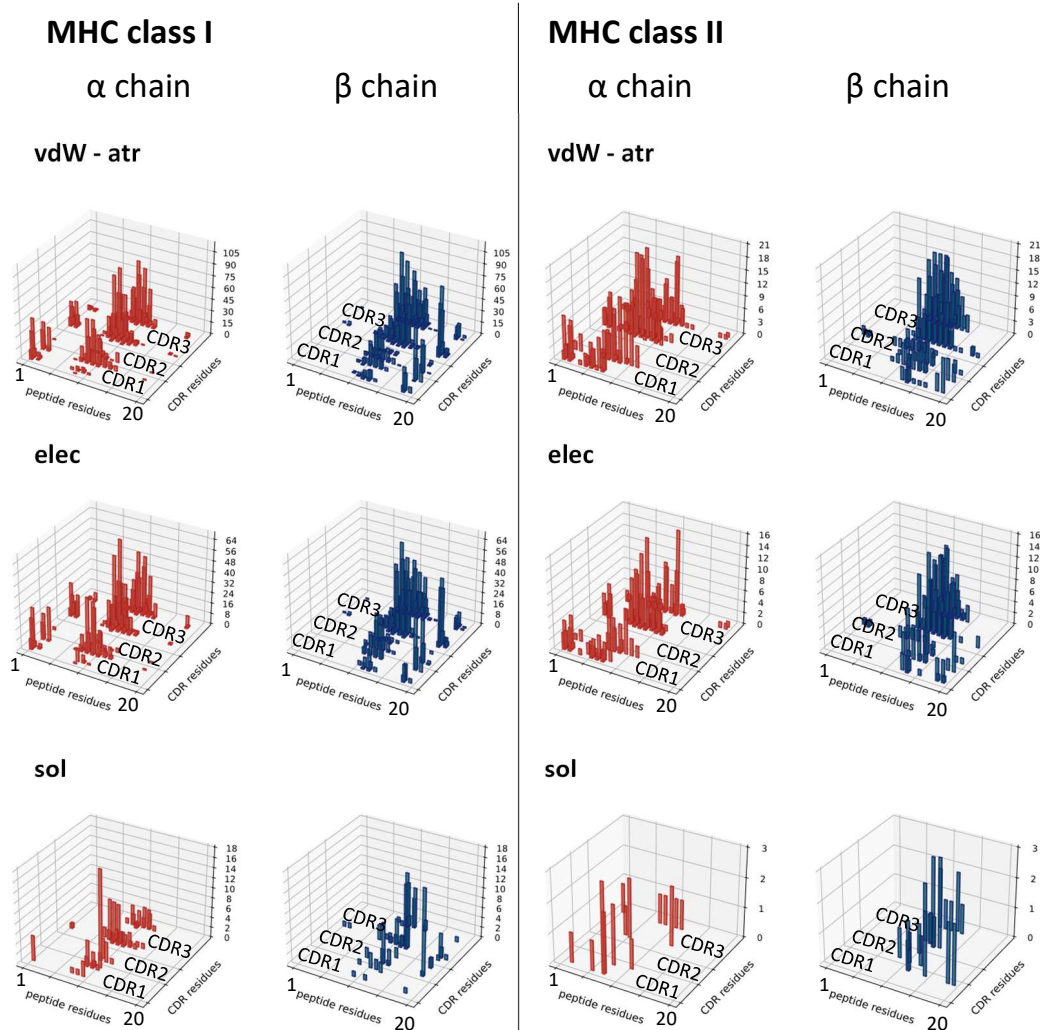 MHC class I
MHC class II
α chain
β chain
α chain
β chain
vdW - atr
vdW - atr
105
90
75
60
45
30
15
0
CDR3
CDR2
CDR1
1
20
peptide residues
CDR residues
105
90
75
60
45
30
15
0
CDR3
CDR2
CDR1
1
20
peptide residues
CDR residues
21
18
15
12
9
6
3
0
CDR3
CDR2
CDR1
1
20
peptide residues
CDR residues
21
18
15
12
9
6
3
0
CDR3
CDR2
CDR1
1
20
peptide residues
CDR residues
elec
elec
64
56
48
40
32
24
16
8
0
CDR3
CDR2
CDR1
1
20
peptide residues
CDR residues
64
56
48
40
32
24
16
8
0
CDR3
CDR2
CDR1
1
20
peptide residues
CDR residues
16
14
12
10
8
6
4
2
0
CDR3
CDR2
CDR1
1
20
peptide residues
CDR residues
16
14
12
10
8
6
4
2
0
CDR3
CDR2
CDR1
1
20
peptide residues
CDR residues
sol
sol
18
16
14
12
10
8
6
4
2
0
CDR3
CDR2
CDR1
1
20
peptide residues
CDR residues
18
16
14
12
10
8
6
4
2
0
CDR3
CDR2
CDR1
1
20
peptide residues
CDR residues
3
2
1
0
CDR3
CDR2
CDR1
1
20
peptide residues
CDR residues
3
2
1
0
CDR3
CDR2
CDR1
1
20
peptide residues
CDR residues